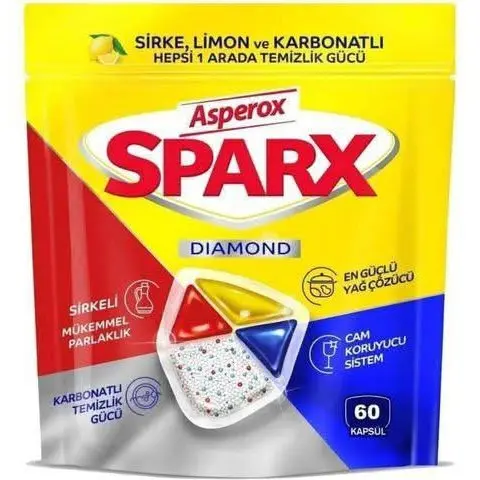 SİRKE, LİMON ve KARBONATLI
HEPSİ 1 ARADA TEMİZLİK GÜCÜ
Asperox
SPARX
DIAMOND
SİRKELİ
MÜKEMMEL
PARLAKLIK
KARBONATLI
TEMİZLİK
GÜCÜ
EN GÜÇLÜ
YAĞ ÇÖZÜCÜ
CAM
KORUYUCU
SİSTEM
60
KAPSÜL